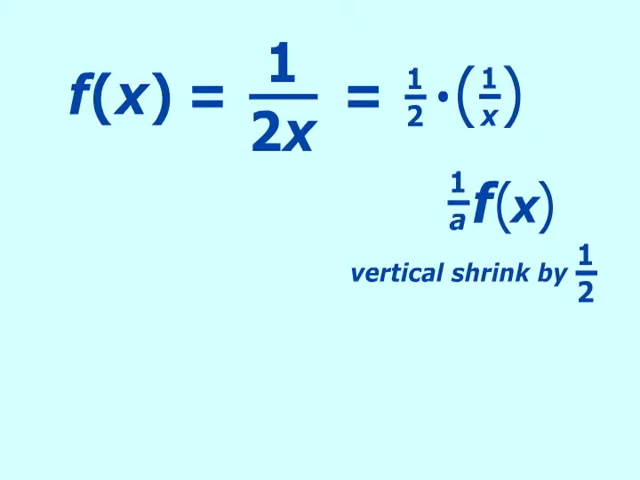 f(x) = 1/2x = 1/2 · (1/x)
1/a f(x)
vertical shrink by 1/2